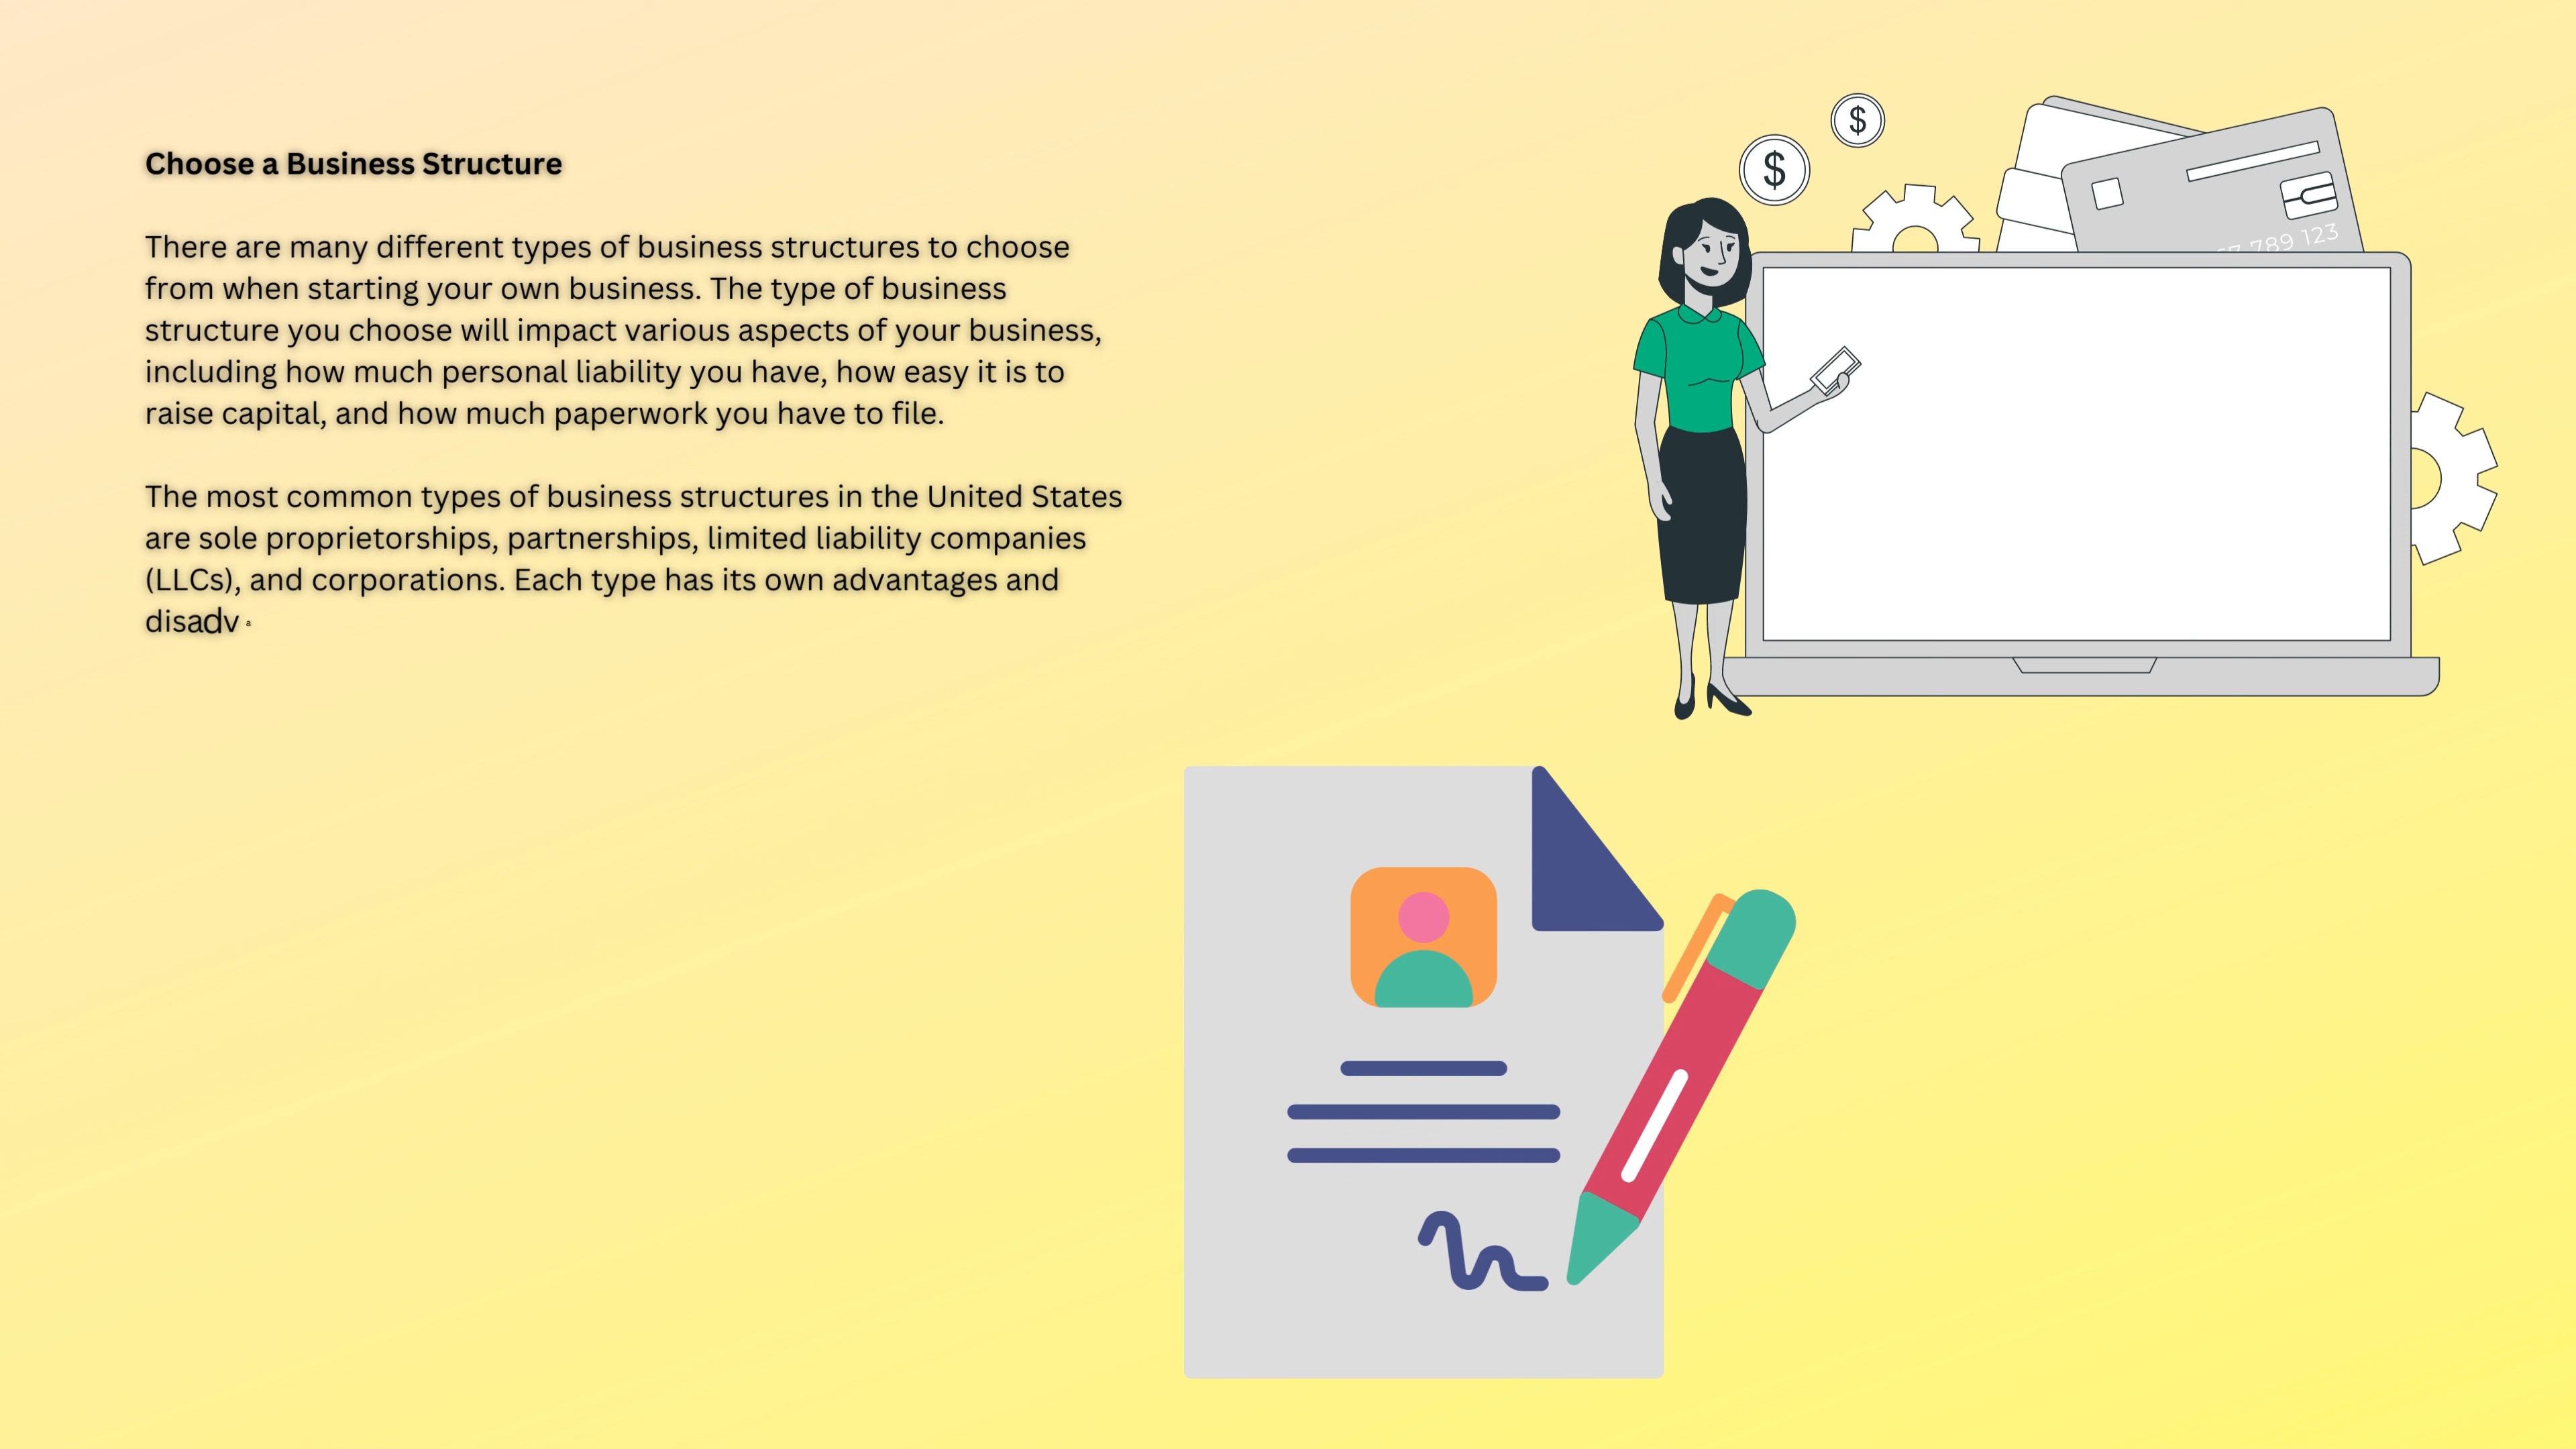 Choose a Business Structure
There are many different types of business structures to choose
from when starting your own business. The type of business
structure you choose will impact various aspects of your business,
including how much personal liability you have, how easy it is to
raise capital, and how much paperwork you have to file.
The most common types of business structures in the United States
are sole proprietorships, partnerships, limited liability companies
(LLCs), and corporations. Each type has its own advantages and
disadva
$
$
789 123